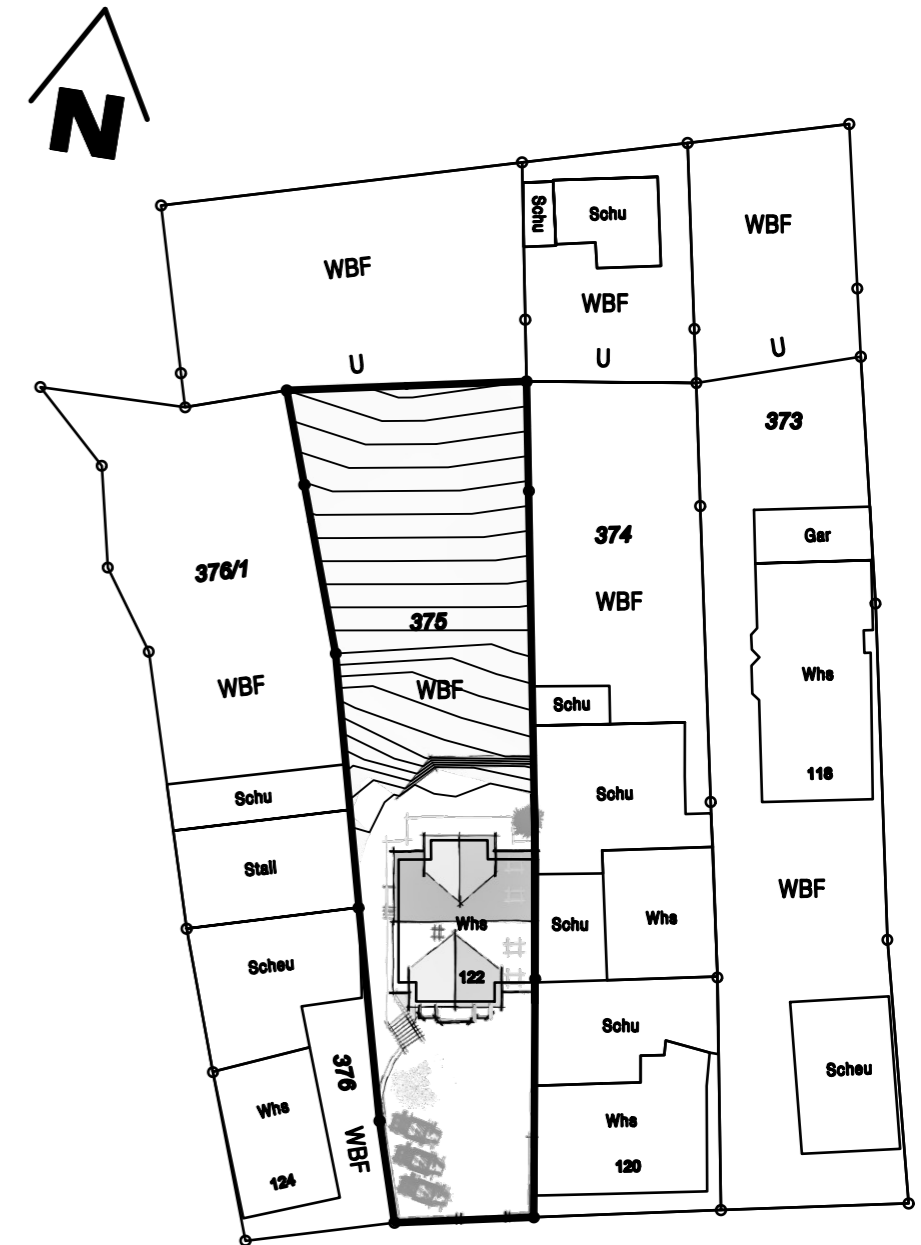 N
WBF
Schu
Schu
WBF
WBF
U
U
U
373
374
Gar
376/1
WBF
375
WBF
WBF
Whs
Schu
118
Schu
Schu
Stall
WBF
Scheu
Whs
122
Schu
Whs
Schu
Scheu
376
Whs
WBF
124
Whs
120